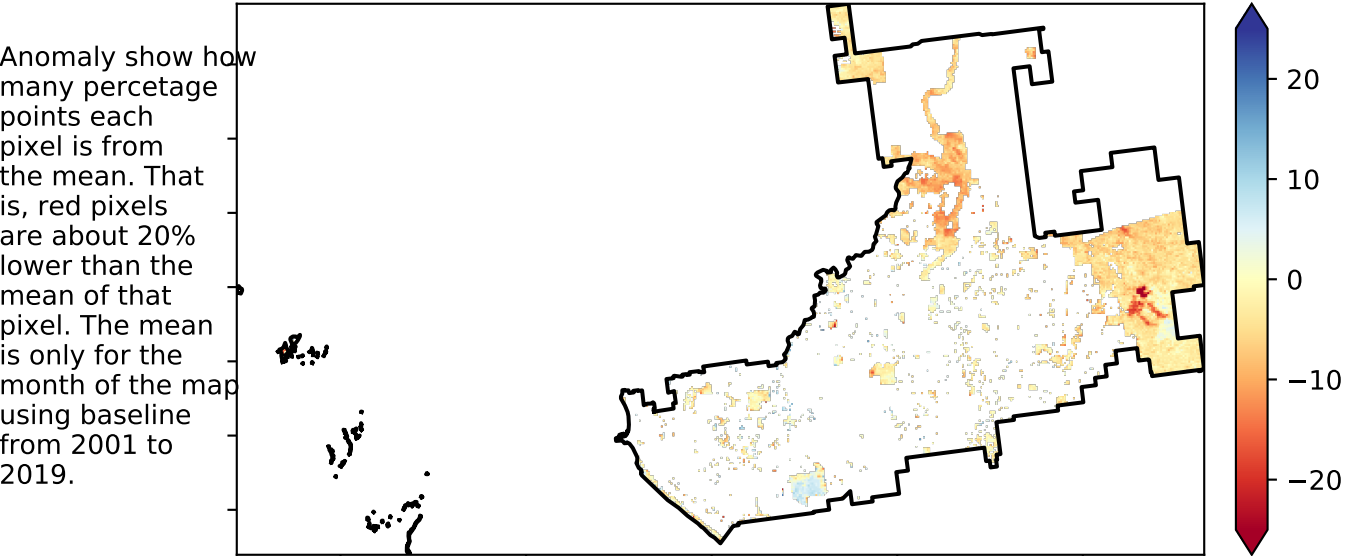 Anomaly show how
many percetage
points each
pixel is from
the mean. That
is, red pixels
are about 20%
lower than the
mean of that
pixel. The mean
is only for the
month of the map
using baseline
from 2001 to
2019.
20
10
0
−10
−20